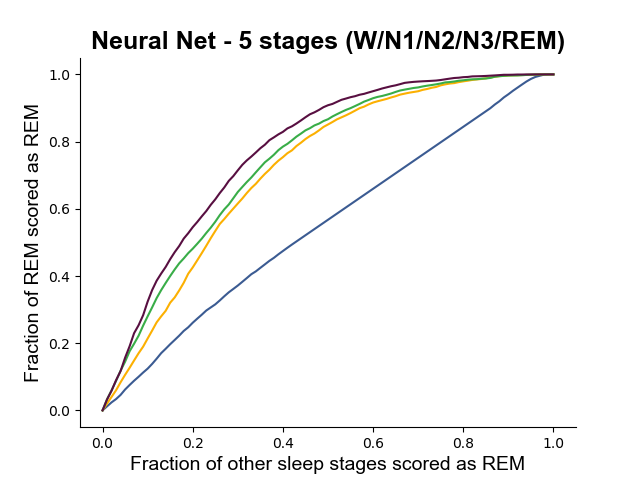 Neural Net - 5 stages (W/N1/N2/N3/REM)
Fraction of REM scored as REM
1.0
0.8
0.6
0.4
0.2
0.0
0.0 0.2 0.4 0.6 0.8 1.0
Fraction of other sleep stages scored as REM